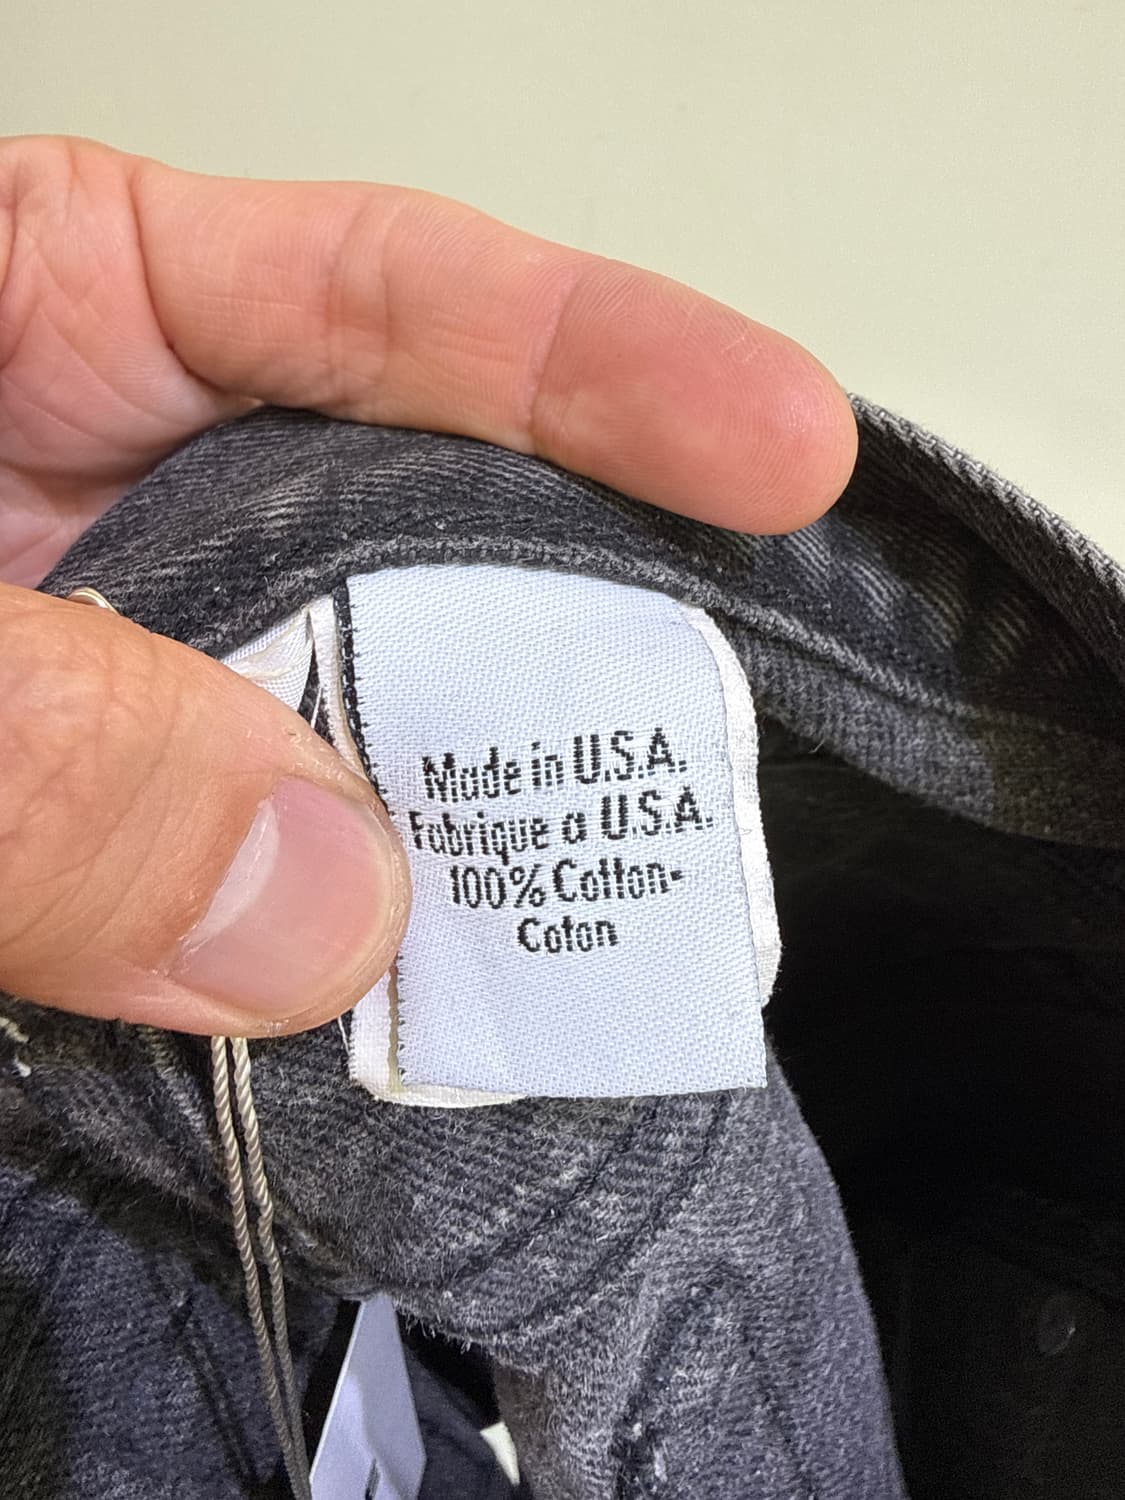 Made in U.S.A.
Fabrique a U.S.A.
100% Cotton-
Coton